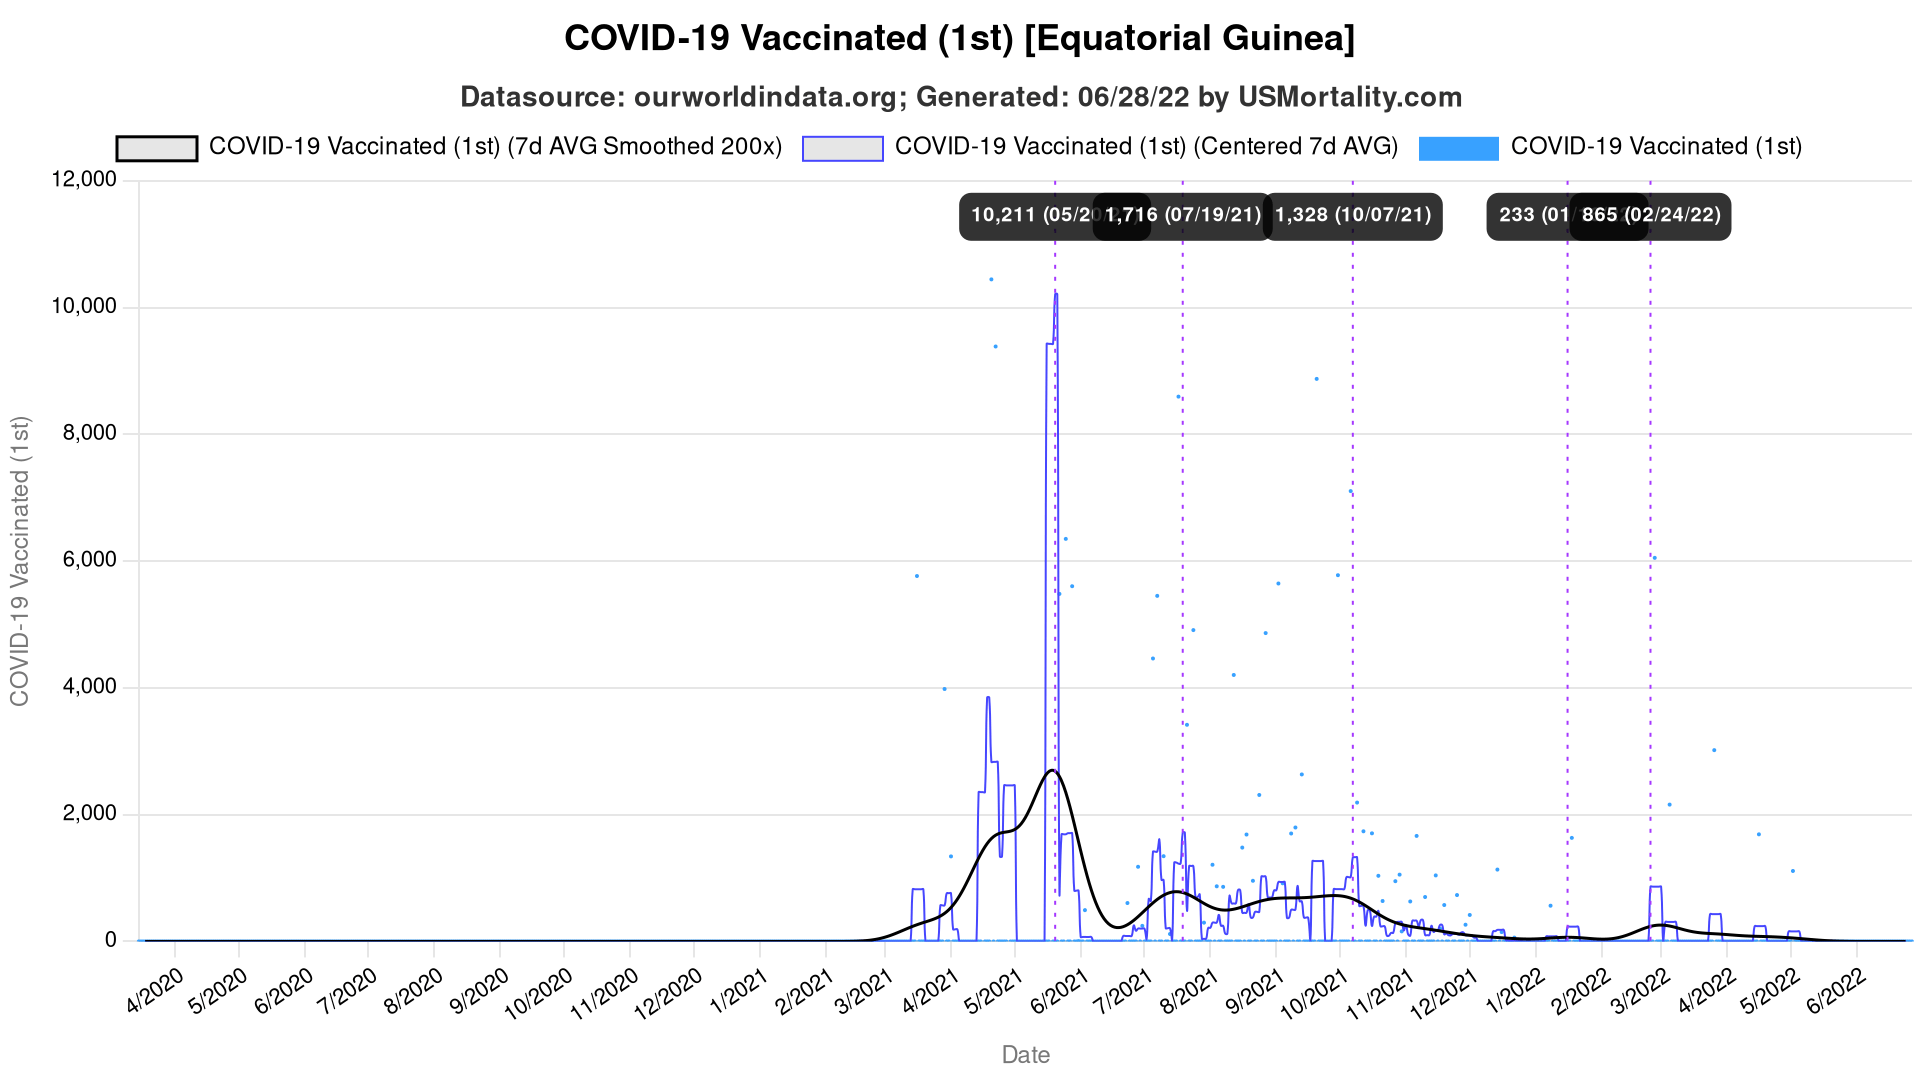 COVID-19 Vaccinated (1st) [Equatorial Guinea]
Datasource: ourworldindata.org; Generated: 06/28/22 by USMortality.com
COVID-19 Vaccinated (1st) (7d AVG Smoothed 200x) COVID-19 Vaccinated (1st) (Centered 7d AVG) COVID-19 Vaccinated (1st)
12,000
10,000
8,000
6,000
4,000
2,000
0
10,211 (05/20 1,716 (07/19/21) 1,328 (10/07/21) 233 (01/ 865 (02/24/22)
COVID-19 Vaccinated (1st)
4/2020 5/2020 6/2020 7/2020 8/2020 9/2020 10/2020 11/2020 12/2020 1/2021 2/2021 3/2021 4/2021 5/2021 6/2021 7/2021 8/2021 9/2021 10/2021 11/2021 12/2021 1/2022 2/2022 3/2022 4/2022 5/2022 6/2022
Date